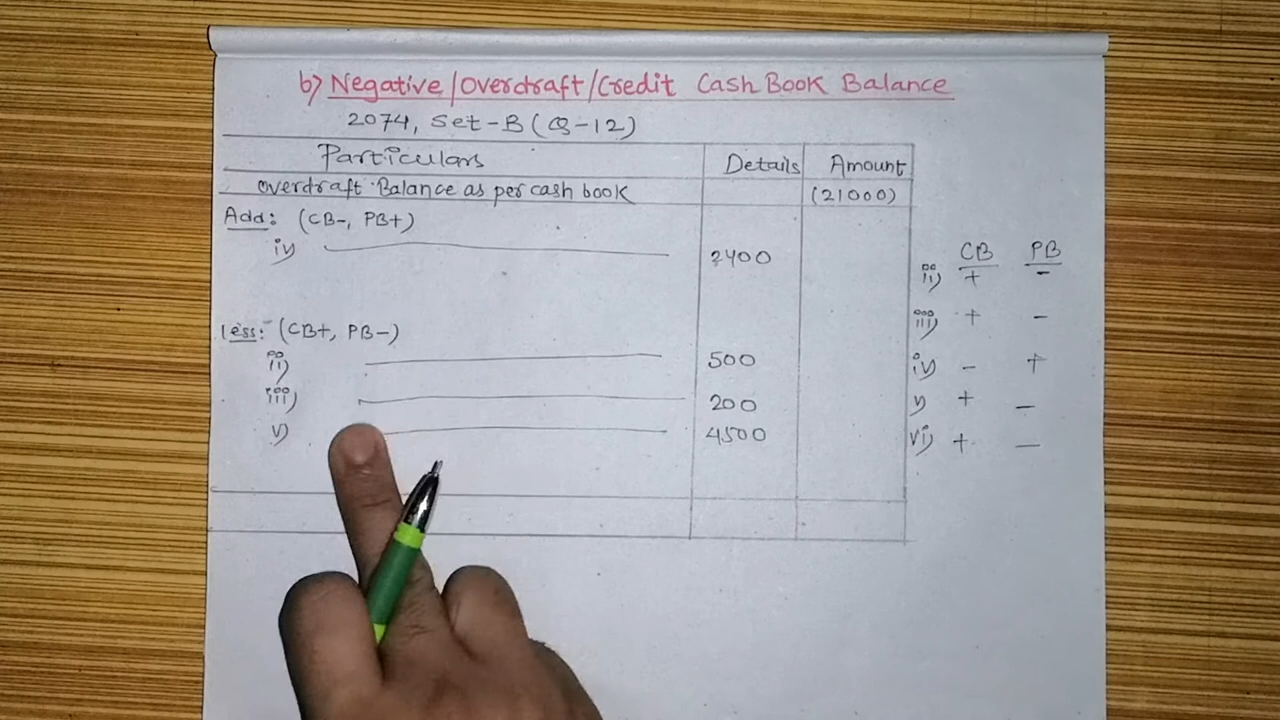 b) Negative/Overdraft/Credit Cash Book Balance
2074, Set-B (Q-12)
Particulars Details Amount
Overdraft Balance as per cash book (21000)
Add: (CB-, PB+)
iv) 2400
Less: (CB+, PB-)
ii) 500
iii) 200
v) 4500
CB PB
ii) + -
iii) + -
iv) - +
v) + -
vi) + -